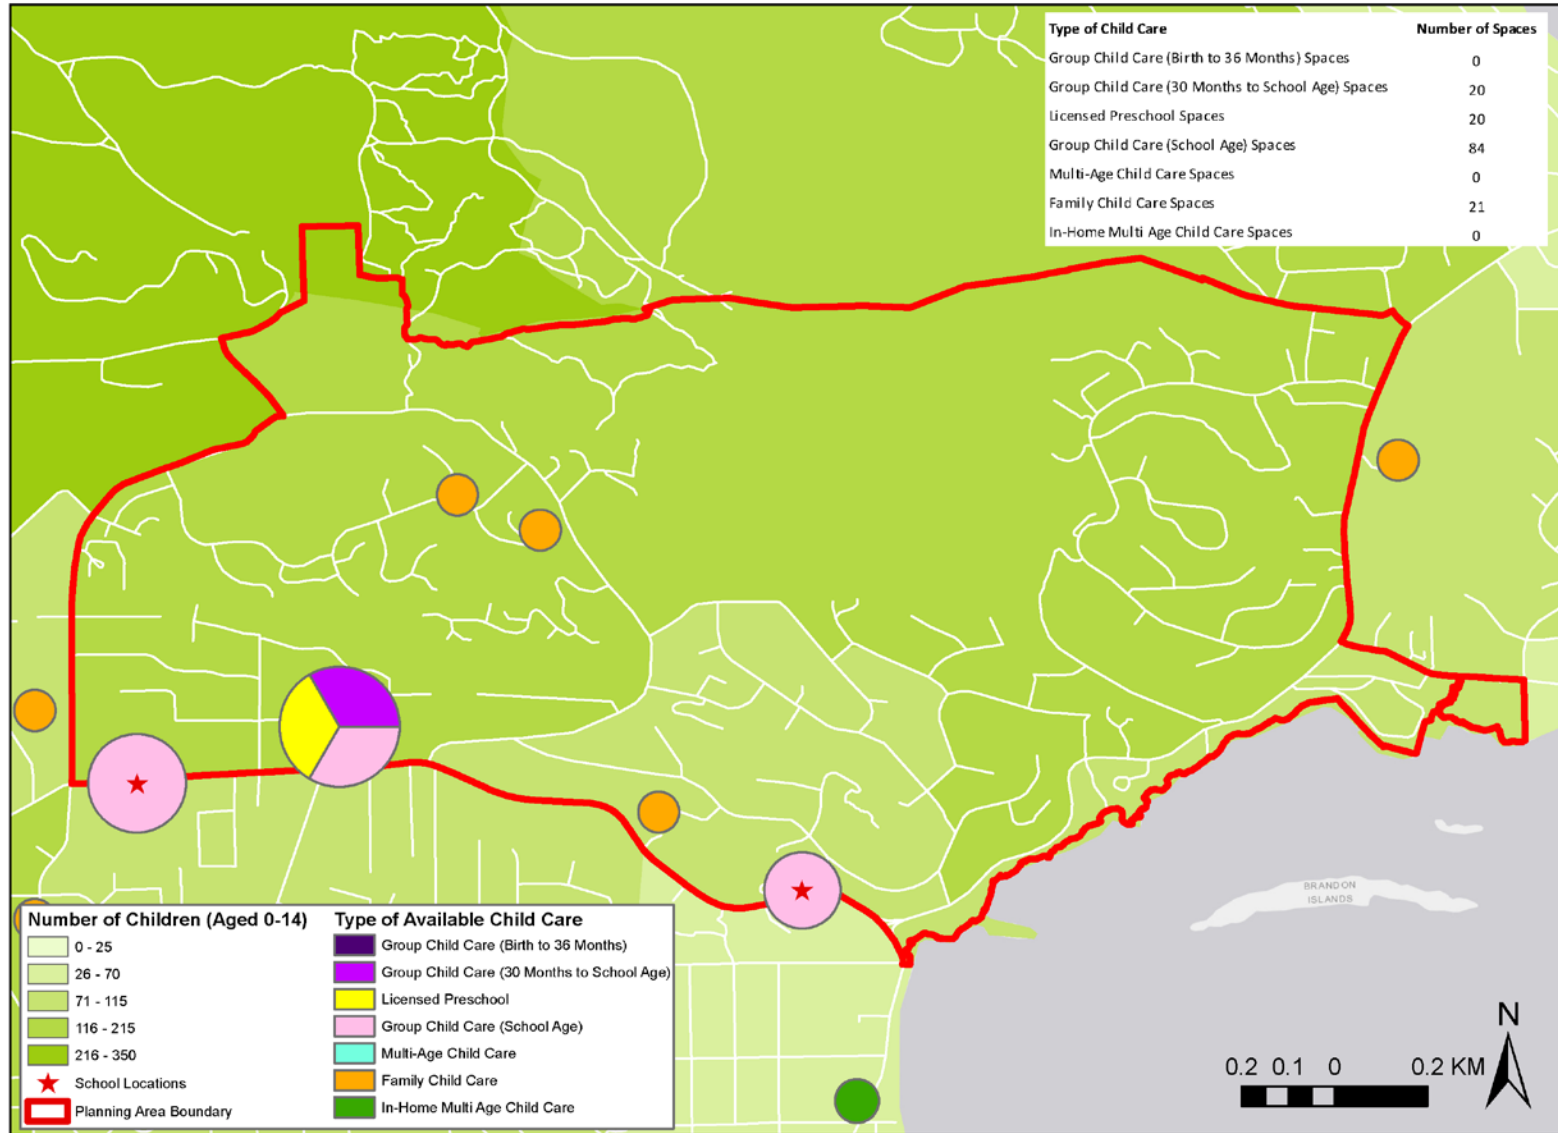 Type of Child Care Number of Spaces
Group Child Care (Birth to 36 Months) Spaces 0
Group Child Care (30 Months to School Age) Spaces 20
Licensed Preschool Spaces 20
Group Child Care (School Age) Spaces 84
Multi-Age Child Care Spaces 0
Family Child Care Spaces 21
In-Home Multi Age Child Care Spaces 0
BRANDON
ISLANDS
Number of Children (Aged 0-14)
0 - 25
26 - 70
71 - 115
116 - 215
216 - 350
School Locations
Planning Area Boundary
Type of Available Child Care
Group Child Care (Birth to 36 Months)
Group Child Care (30 Months to School Age)
Licensed Preschool
Group Child Care (School Age)
Multi-Age Child Care
Family Child Care
In-Home Multi Age Child Care
N
0.2 0.1 0 0.2 KM